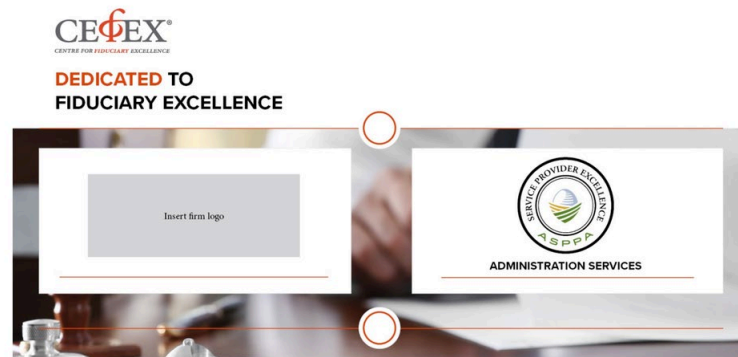 CEFEX®
CENTRE FOR FIDUCIARY EXCELLENCE
DEDICATED TO
FIDUCIARY EXCELLENCE
Insert firm logo
SERVICE PROVIDER EXCELLENCE
ASPPA
ADMINISTRATION SERVICES